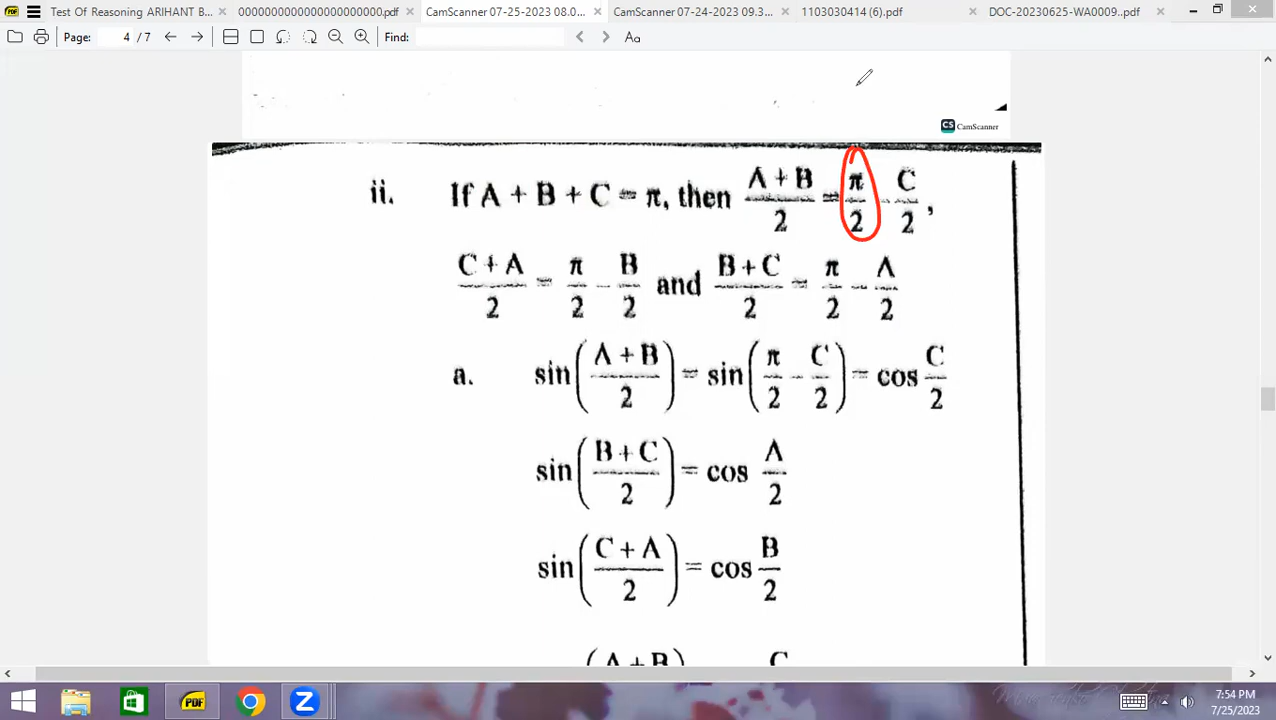 Test Of Reasoning ARIHANT B... × 0000000000000000000000.pdf × CamScanner 07-25-2023 08.0... × CamScanner 07-24-2023 09.3... × 1103030414 (6).pdf × DOC-20230625-WA0009..pdf ×
Page: 4 / 7 Find: Aa
CS CamScanner
ii. If A + B + C = π, then (A + B)/2 = π/2 - C/2,
(C + A)/2 = π/2 - B/2 and (B + C)/2 = π/2 - A/2
a. sin((A + B)/2) = sin(π/2 - C/2) = cos C/2
sin((B + C)/2) = cos A/2
sin((C + A)/2) = cos B/2
(A + B) C
PDF Z 7:54 PM
7/25/2023